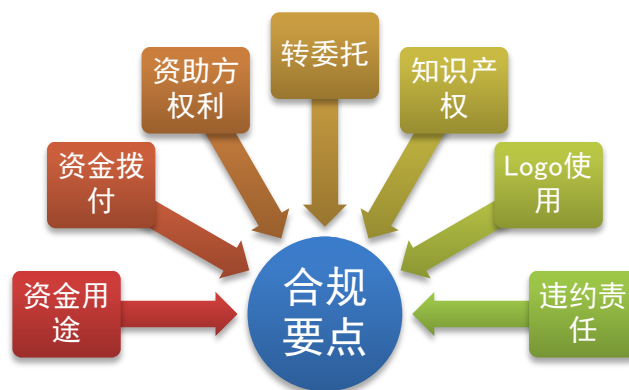 转委托
资助方
权利
知识产
权
资金拨
付
Logo使
用
资金用
途
合规
要点
违约责
任